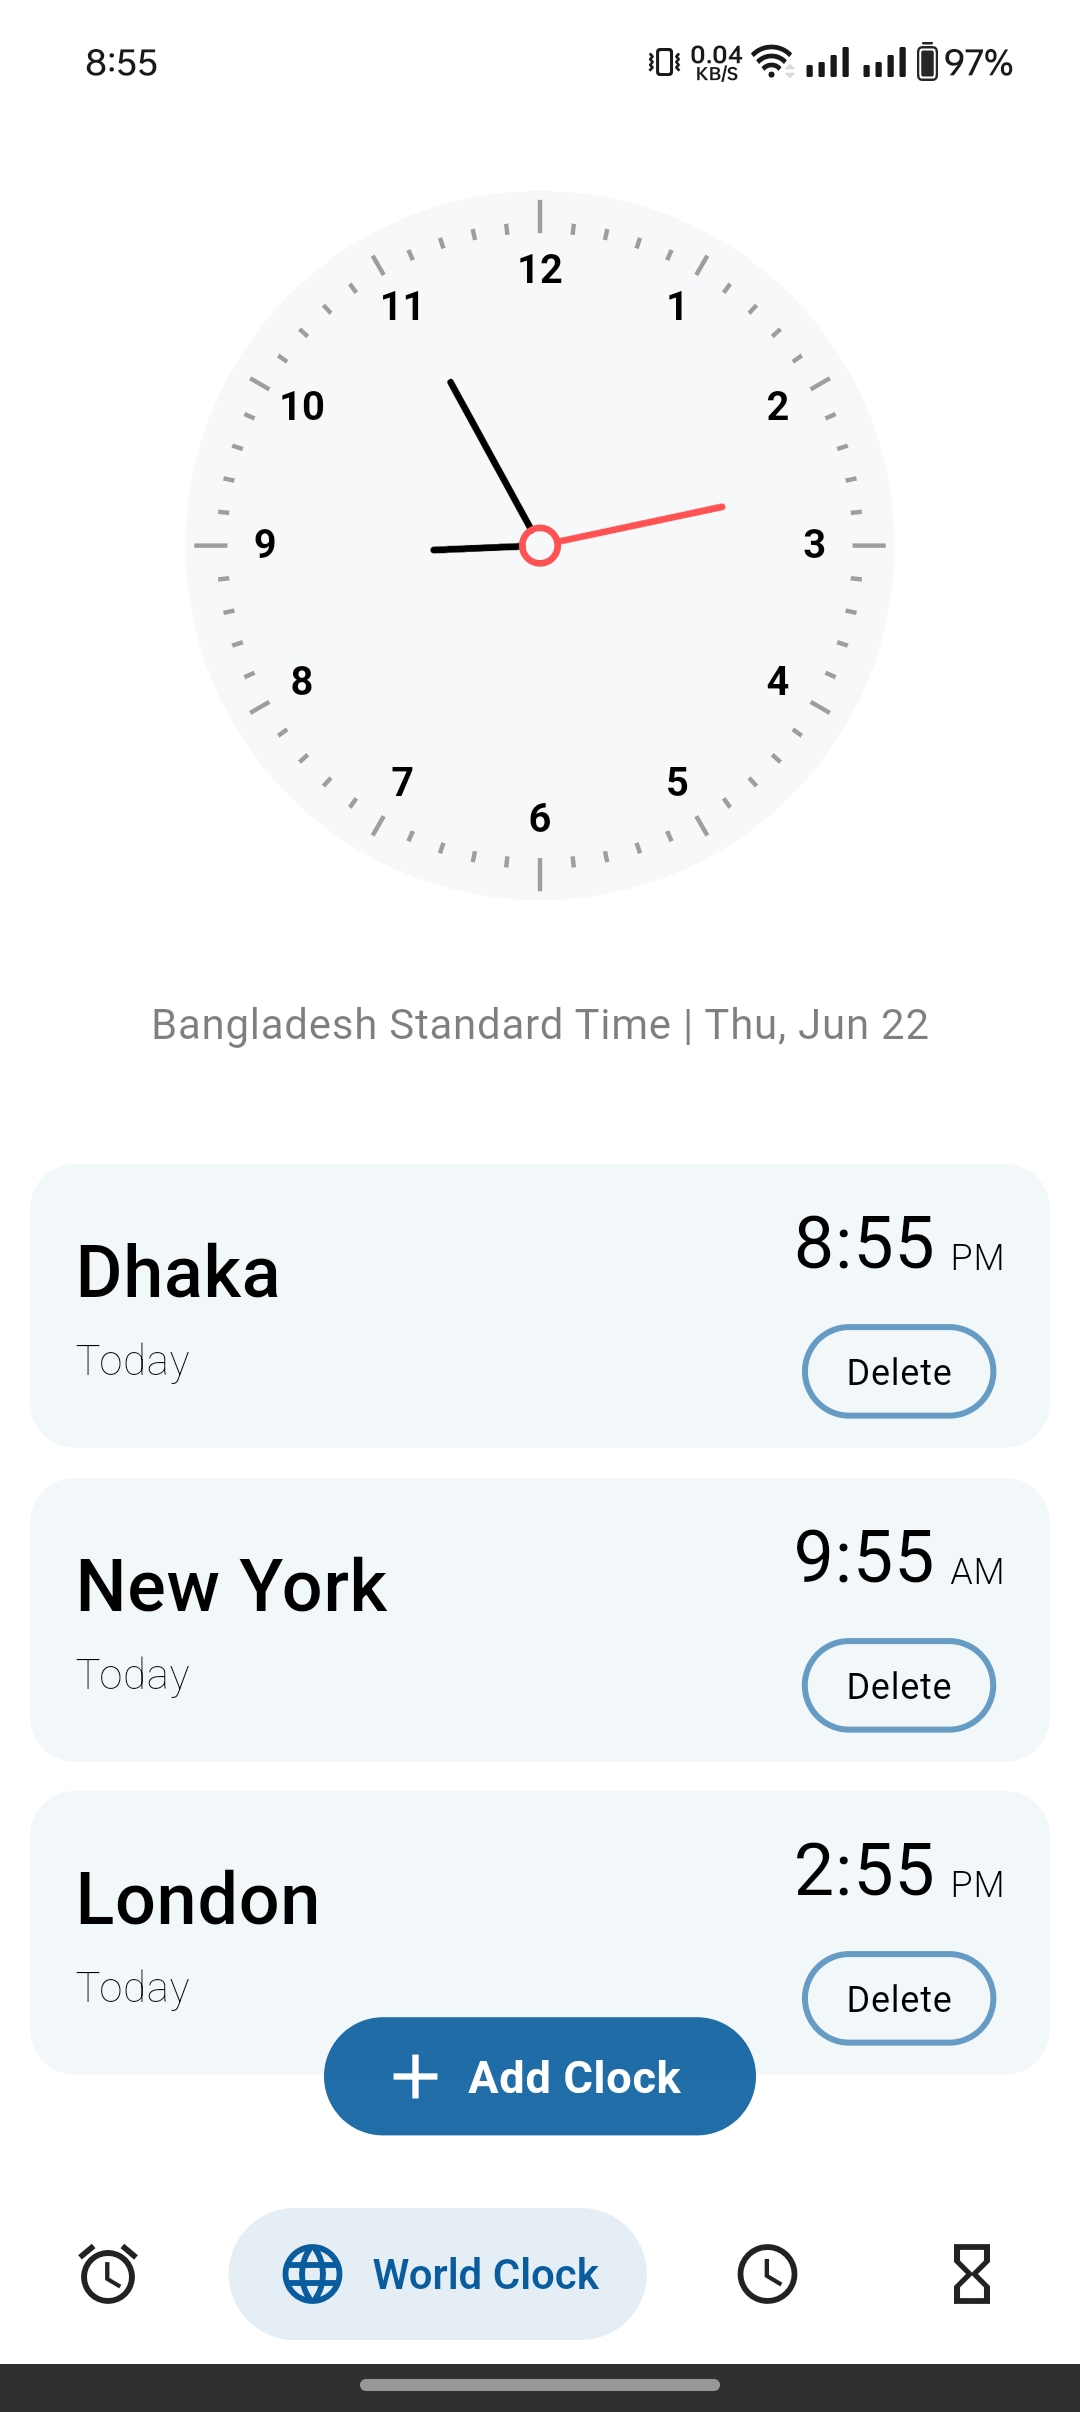 8:55
0.04
KB/S
97%
12
11
1
10
2
9
3
8
4
7
5
6
Bangladesh Standard Time | Thu, Jun 22
Dhaka
8:55 PM
Today
Delete
New York
9:55 AM
Today
Delete
London
2:55 PM
Today
Delete
Add Clock
World Clock